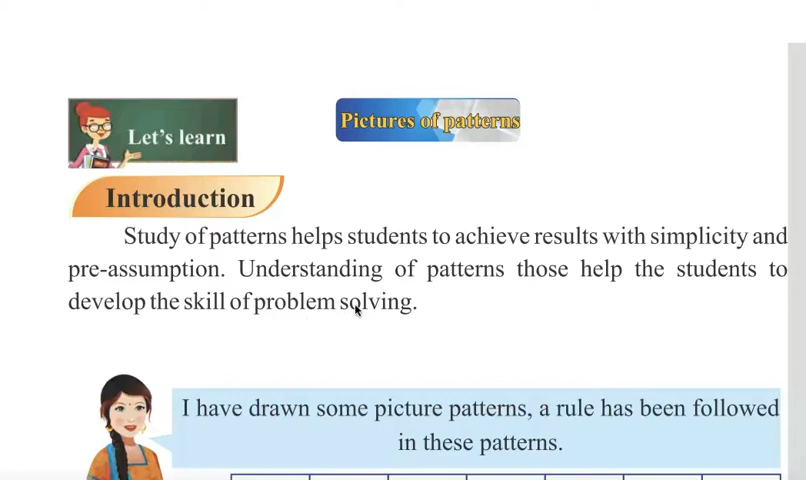 Let's learn
Pictures of patterns
Introduction
Study of patterns helps students to achieve results with simplicity and
pre-assumption. Understanding of patterns those help the students to
develop the skill of problem solving.
I have drawn some picture patterns, a rule has been followed
in these patterns.